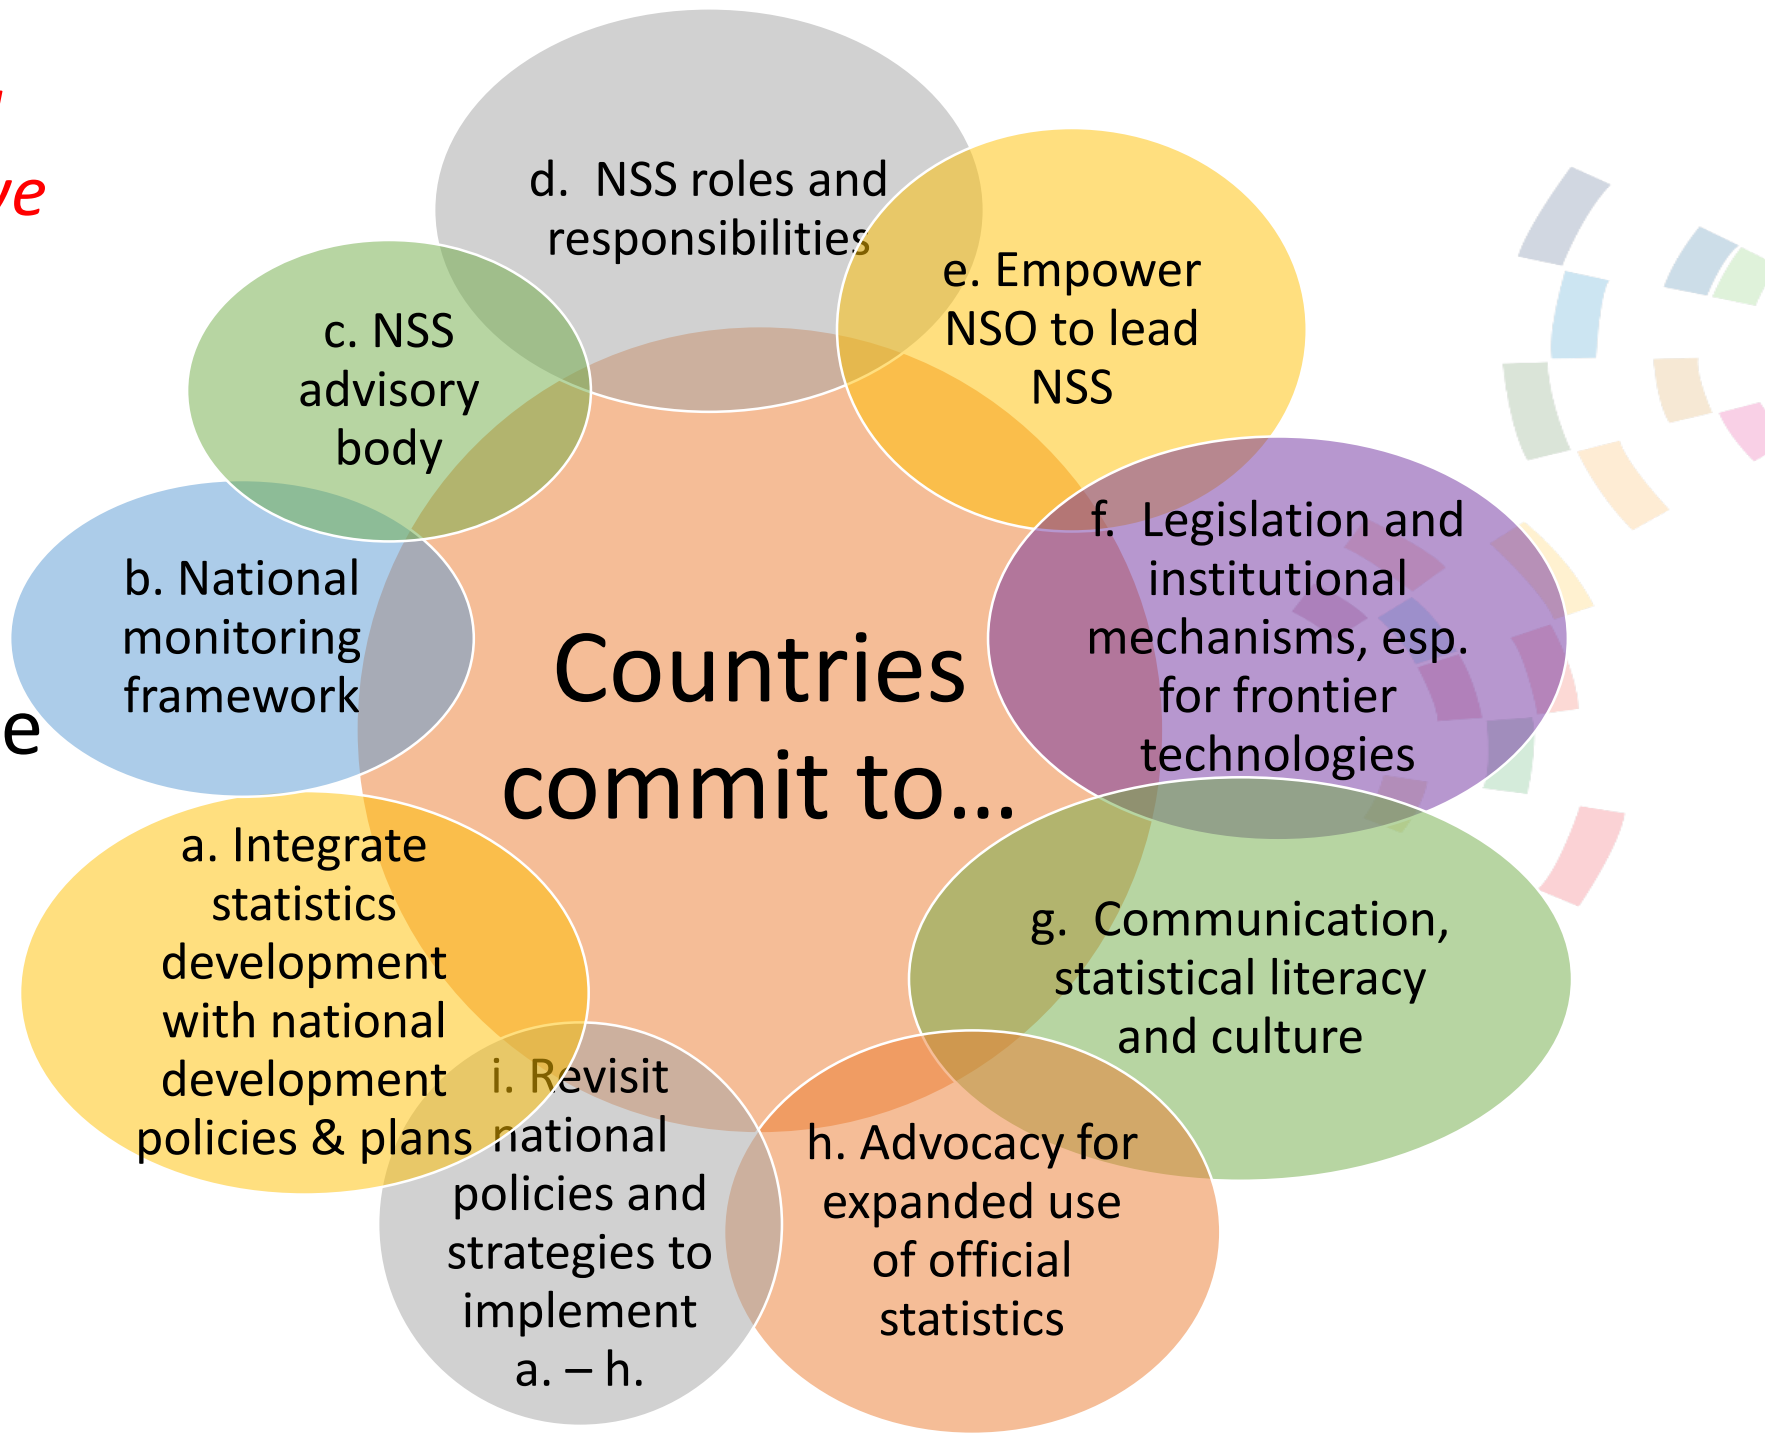 ve
e
d.  NSS roles and
responsibilities
e. Empower
NSO to lead
NSS
c. NSS
advisory
body
f.  Legislation and
institutional
mechanisms, esp.
for frontier
technologies
b. National
monitoring
framework
Countries
commit to...
a. Integrate
statistics
development
with national
development
policies & plans
g.  Communication,
statistical literacy
and culture
h. Advocacy for
expanded use
of official
statistics
i. Revisit
national
policies and
strategies to
implement
a. – h.